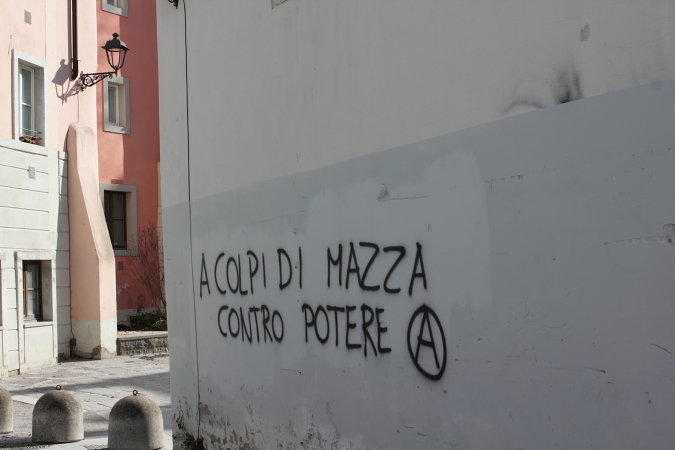 A COLPI DI MAZZA
CONTRO POTERE Ⓐ